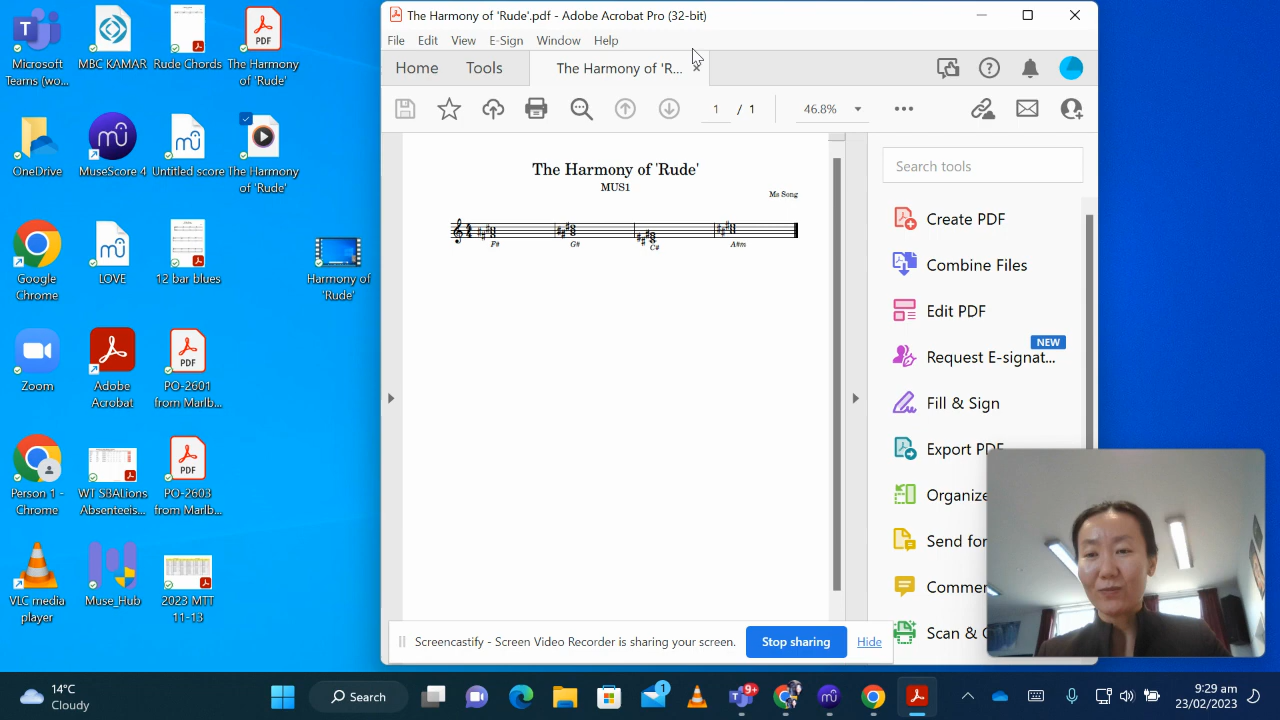 Microsoft
Teams (wo...
MBC KAMAR
Rude Chords
PDF
The Harmony
of 'Rude'
OneDrive
MuseScore 4
Untitled score
The Harmony
of 'Rude'
Google
Chrome
LOVE
12 bar blues
Harmony of
'Rude'
Zoom
Adobe
Acrobat
PDF
PO-2601
from Marlb...
Person 1 -
Chrome
WT SBALions
Absenteeis...
PDF
PO-2603
from Marlb...
VLC media
player
Muse_Hub
2023 MTT
11-13
The Harmony of 'Rude'.pdf - Adobe Acrobat Pro (32-bit)
File Edit View E-Sign Window Help
Home Tools The Harmony of 'R...
1 / 1 46.8%
The Harmony of 'Rude'
MUS1
Ms Song
F# G# C# A#m
Search tools
Create PDF
Combine Files
Edit PDF
NEW
Request E-signat...
Fill & Sign
Export PDF
Organize
Send for
Comme
Scan & O
Screencastify - Screen Video Recorder is sharing your screen. Stop sharing Hide
14°C
Cloudy
Search
1
9+
9:29 am
23/02/2023